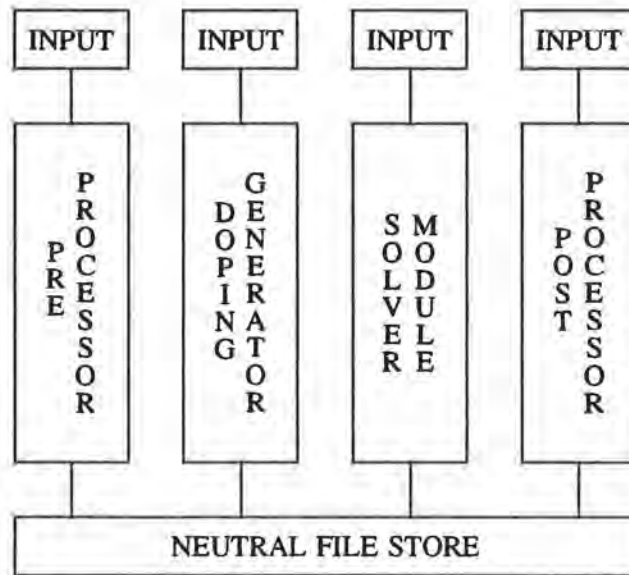 INPUT
INPUT
INPUT
INPUT
PRE
PROCESSOR
DOPING
GENERATOR
SOLVER
MODULE
POST
PROCESSOR
NEUTRAL FILE STORE